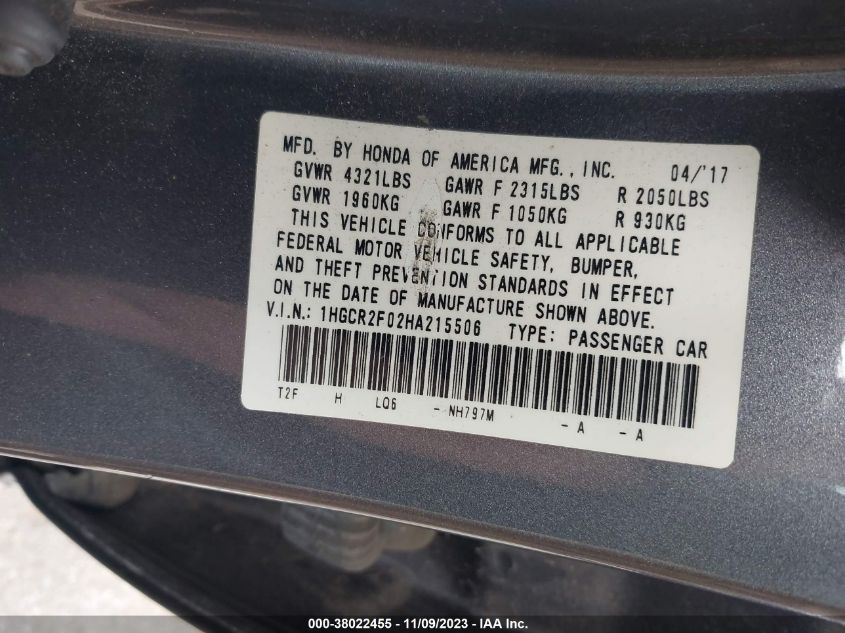 MFD. BY HONDA OF AMERICA MFG., INC. 04/'17
GVWR 4321LBS GAWR F 2315LBS R 2050LBS
GVWR 1960KG GAWR F 1050KG R 930KG
THIS VEHICLE CONFORMS TO ALL APPLICABLE
FEDERAL MOTOR VEHICLE SAFETY, BUMPER,
AND THEFT PREVENTION STANDARDS IN EFFECT
ON THE DATE OF MANUFACTURE SHOWN ABOVE.
V.I.N.: 1HGCR2F02HA215506 TYPE: PASSENGER CAR
T2F H LQ6 - NH797M - A - A
000-38022455 - 11/09/2023 - IAA Inc.